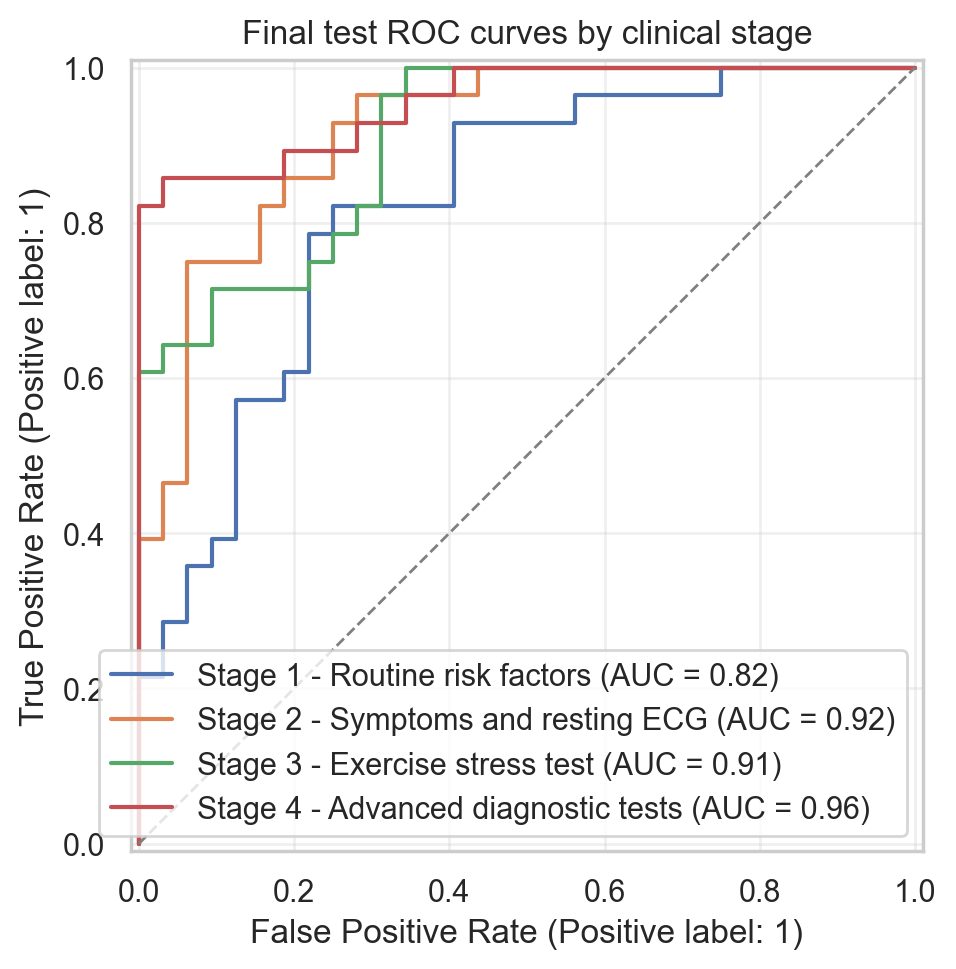 Final test ROC curves by clinical stage
True Positive Rate (Positive label: 1)
1.0
0.8
0.6
0.4
0.2
0.0
Stage 1 - Routine risk factors (AUC = 0.82)
Stage 2 - Symptoms and resting ECG (AUC = 0.92)
Stage 3 - Exercise stress test (AUC = 0.91)
Stage 4 - Advanced diagnostic tests (AUC = 0.96)
0.0 0.2 0.4 0.6 0.8 1.0
False Positive Rate (Positive label: 1)